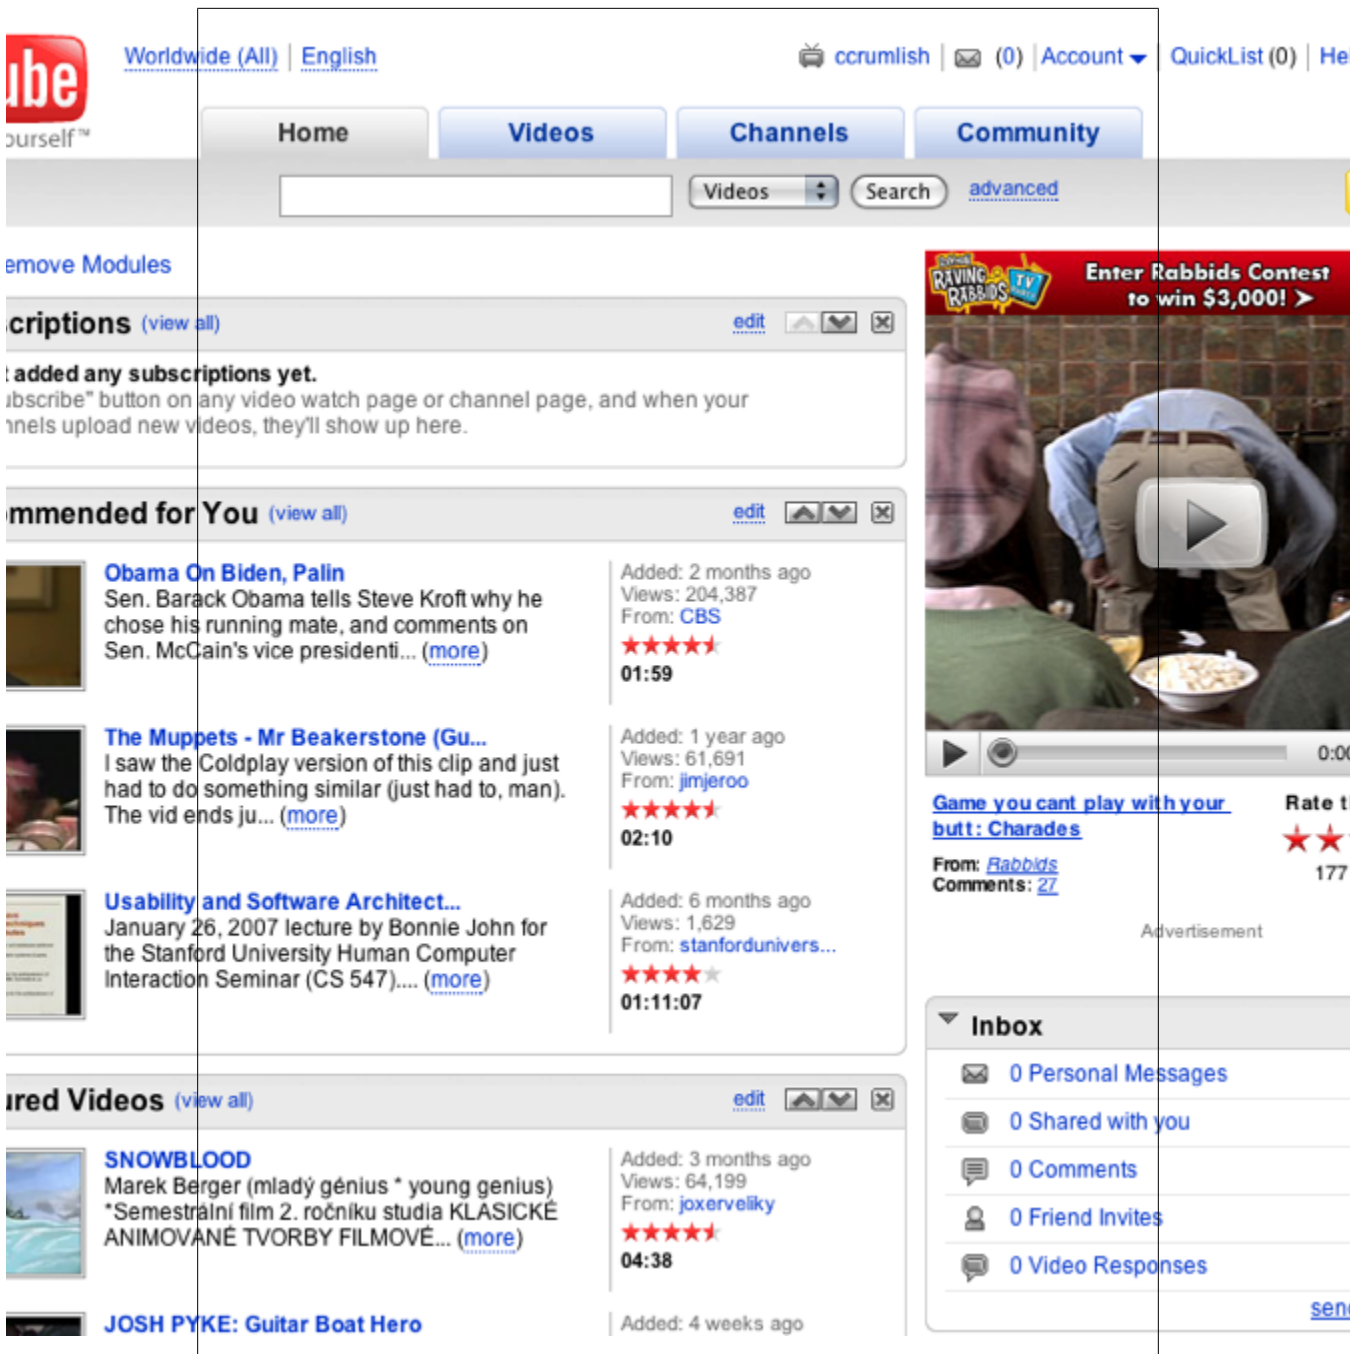 ube
ourself™
Worldwide (All) | English
ccrumlish | (0) | Account | QuickList (0) | Hel
Home Videos Channels Community
Videos Search advanced
emove Modules
criptions (view all) edit
t added any subscriptions yet.
ubscribe" button on any video watch page or channel page, and when your
nnels upload new videos, they'll show up here.
mmended for You (view all) edit
Obama On Biden, Palin
Sen. Barack Obama tells Steve Kroft why he
chose his running mate, and comments on
Sen. McCain's vice presidenti... (more)
Added: 2 months ago
Views: 204,387
From: CBS
01:59
The Muppets - Mr Beakerstone (Gu...
I saw the Coldplay version of this clip and just
had to do something similar (just had to, man).
The vid ends ju... (more)
Added: 1 year ago
Views: 61,691
From: jimjeroo
02:10
Usability and Software Architect...
January 26, 2007 lecture by Bonnie John for
the Stanford University Human Computer
Interaction Seminar (CS 547).... (more)
Added: 6 months ago
Views: 1,629
From: stanfordunivers...
01:11:07
ured Videos (view all) edit
SNOWBLOOD
Marek Berger (mladý génius * young genius)
*Semestrální film 2. ročníku studia KLASICKÉ
ANIMOVANÉ TVORBY FILMOVÉ... (more)
Added: 3 months ago
Views: 64,199
From: joxerveliky
04:38
JOSH PYKE: Guitar Boat Hero
Added: 4 weeks ago
RAVING RABBIDS TV
Enter Rabbids Contest
to win $3,000! >
0:00
Game you cant play with your
butt: Charades
From: Rabbids
Comments: 27
Rate t
177
Advertisement
Inbox
0 Personal Messages
0 Shared with you
0 Comments
0 Friend Invites
0 Video Responses
send